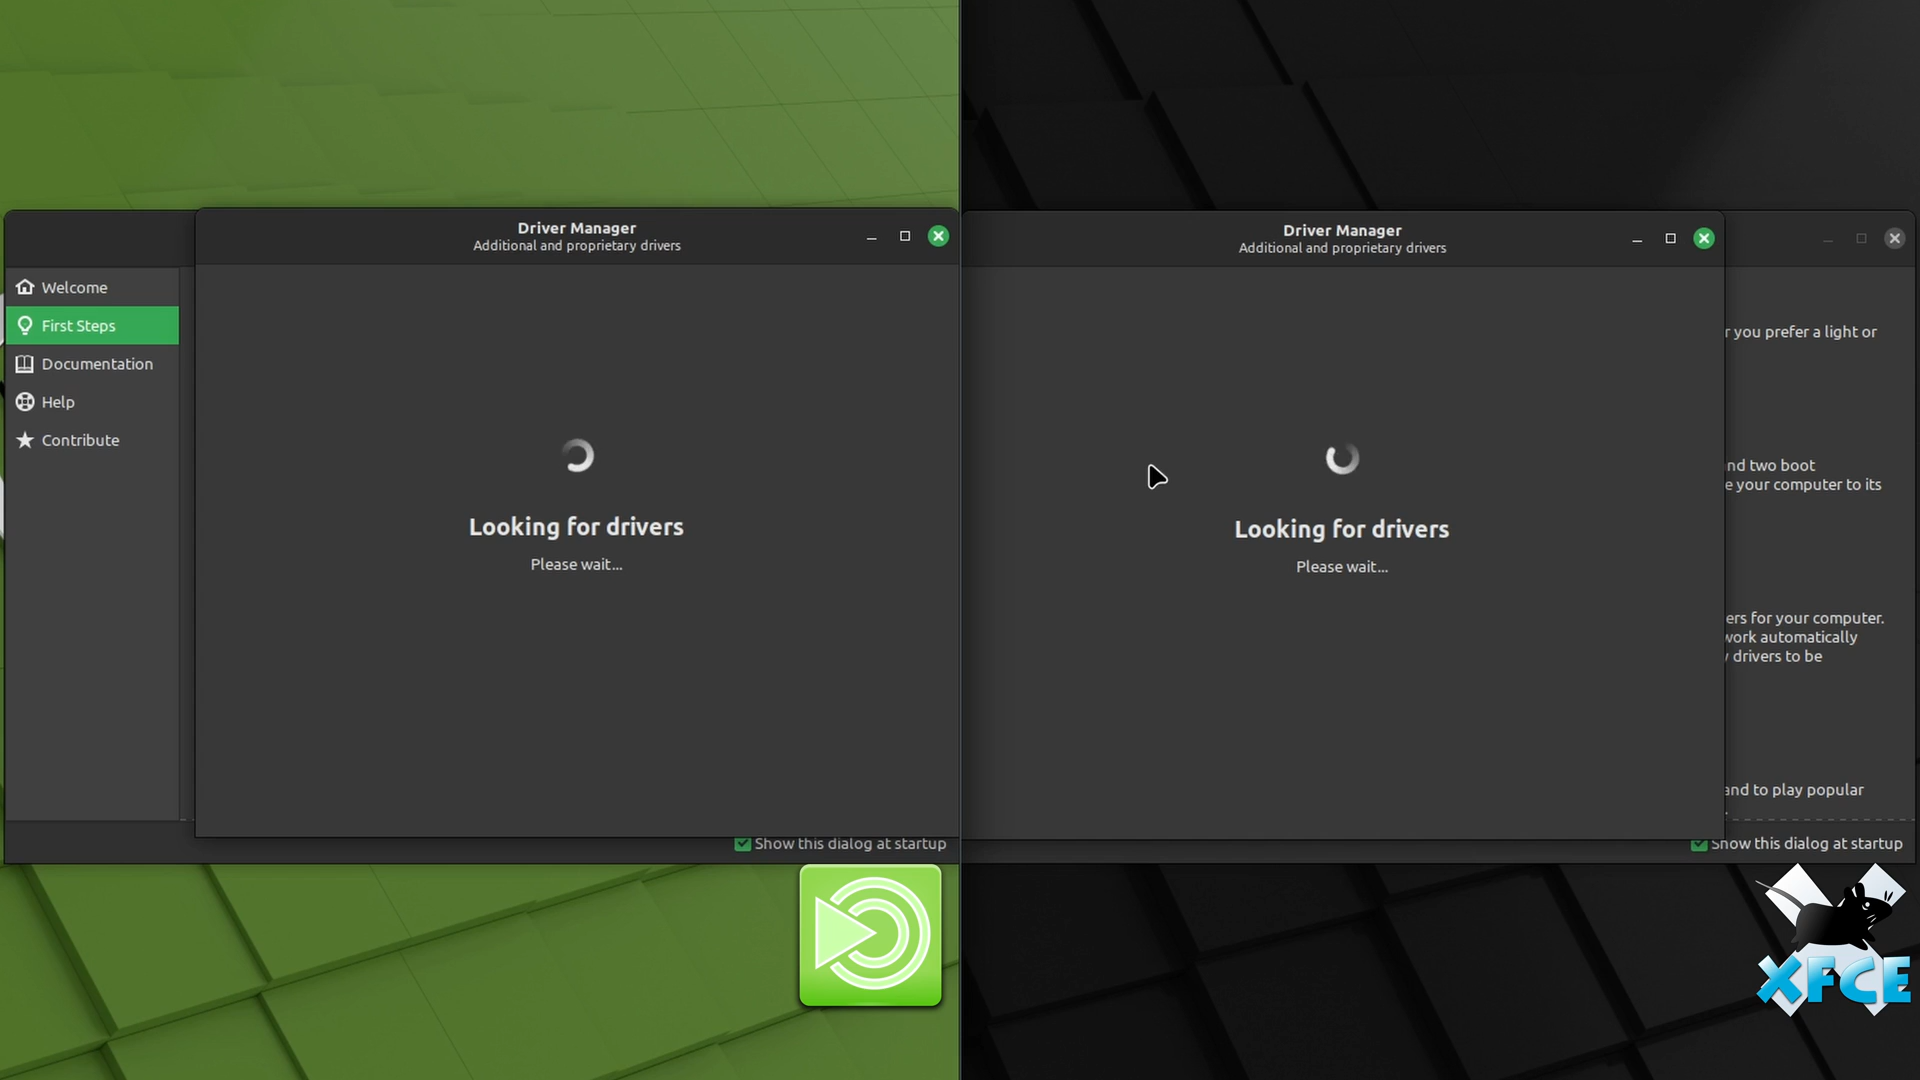 Driver Manager
Additional and proprietary drivers
Welcome
First Steps
Documentation
Help
Contribute
Looking for drivers
Please wait...
Show this dialog at startup
Driver Manager
Additional and proprietary drivers
Looking for drivers
Please wait...
you prefer a light or
two boot
your computer to its
for your computer.
work automatically
drivers to be
and to play popular
Show this dialog at startup
XFCE